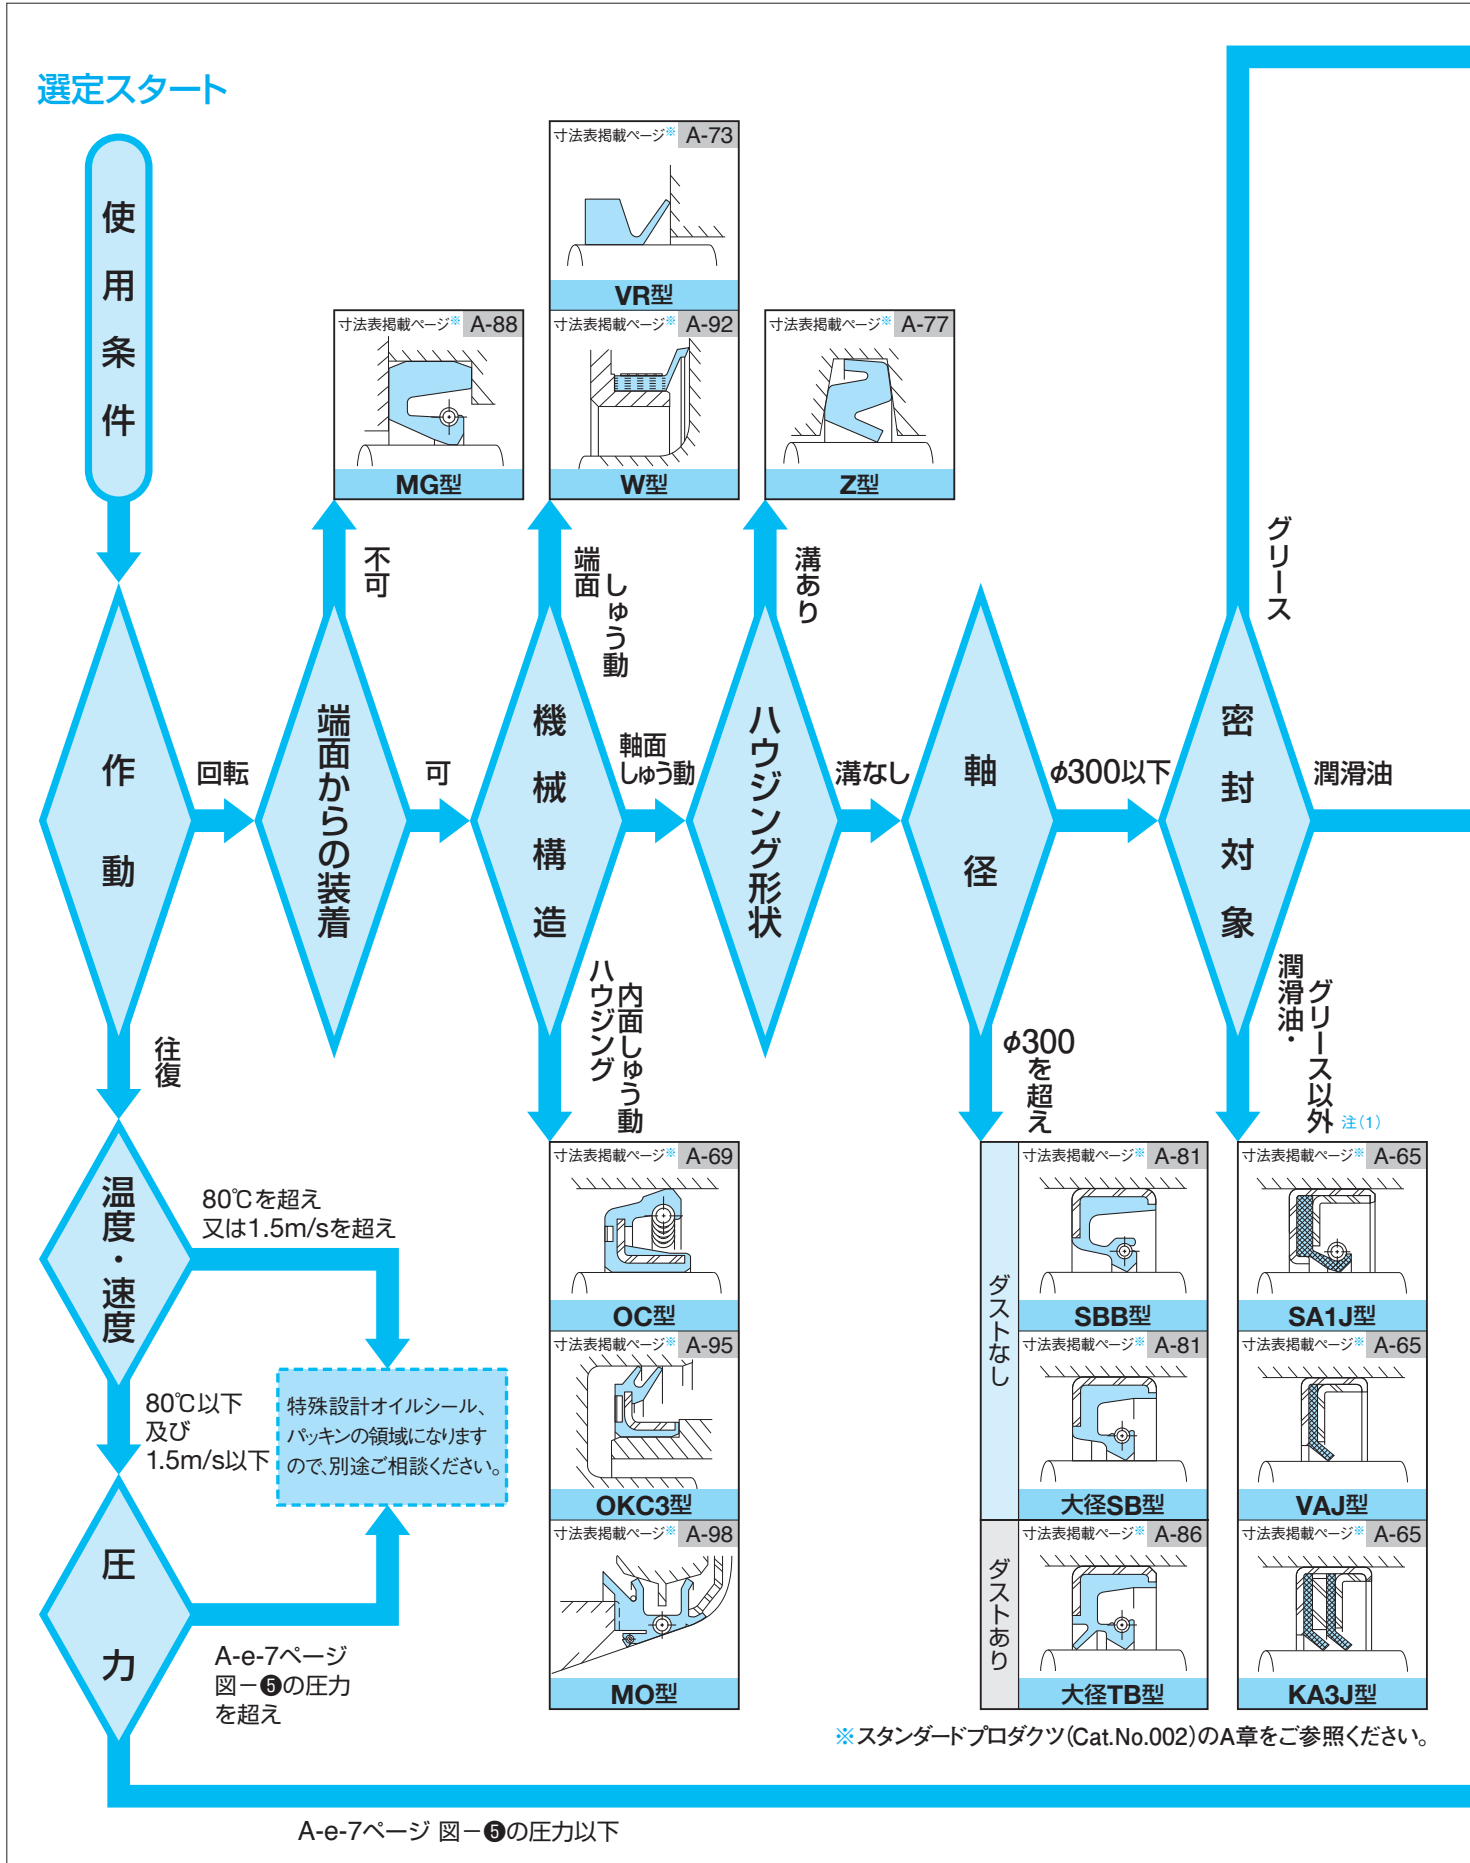 選定スタート
使用条件
寸法表掲載ページ※ A-73
VR型
寸法表掲載ページ※ A-88
MG型
寸法表掲載ページ※ A-92
W型
寸法表掲載ページ※ A-77
Z型
不可
端面
しゅう動
溝あり
グリース
作動
回転
端面からの装着
可
機械構造
軸面
しゅう動
ハウジング形状
溝なし
軸径
φ300以下
密封対象
潤滑油
往復
ハウジング
内面しゅう動
φ300
を超え
潤滑油・
グリース以外
注(1)
温度・速度
80℃を超え
又は1.5m/sを超え
80℃以下
及び
1.5m/s以下
特殊設計オイルシール、
パッキンの領域になります
ので、別途ご相談ください。
圧力
A-e-7ページ
図－❺の圧力
を超え
寸法表掲載ページ※ A-69
OC型
寸法表掲載ページ※ A-95
OKC3型
寸法表掲載ページ※ A-98
MO型
ダストなし
寸法表掲載ページ※ A-81
SBB型
寸法表掲載ページ※ A-81
大径SB型
ダストあり
寸法表掲載ページ※ A-86
大径TB型
寸法表掲載ページ※ A-65
SA1J型
寸法表掲載ページ※ A-65
VAJ型
寸法表掲載ページ※ A-65
KA3J型
※スタンダードプロダクツ(Cat.No.002)のA章をご参照ください。
A-e-7ページ 図－❺の圧力以下